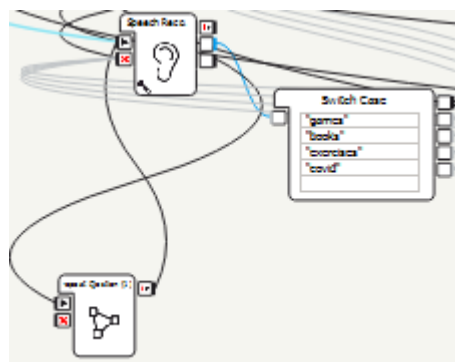 Speech Reco.
Switch Case
"games"
"books"
"exercises"
"covid"